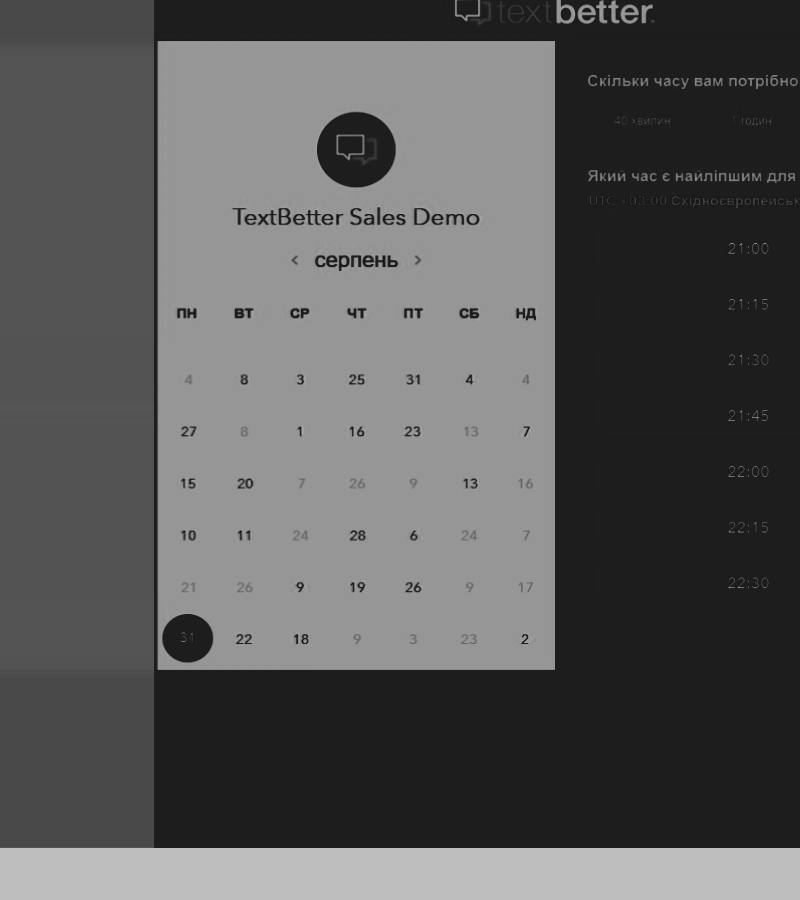 textbetter.
TextBetter Sales Demo
< серпень >
ПН ВТ СР ЧТ ПТ СБ НД
4 8 3 25 31 4 4
27 8 1 16 23 13 7
15 20 7 26 9 13 16
10 11 24 28 6 24 7
21 26 9 19 26 9 17
31 22 18 9 3 23 2
Скільки часу вам потрібно
40 хвилин 1 годин
Який час є найліпшим для
UTC +03:00 Східноєвропейськ
21:00
21:15
21:30
21:45
22:00
22:15
22:30